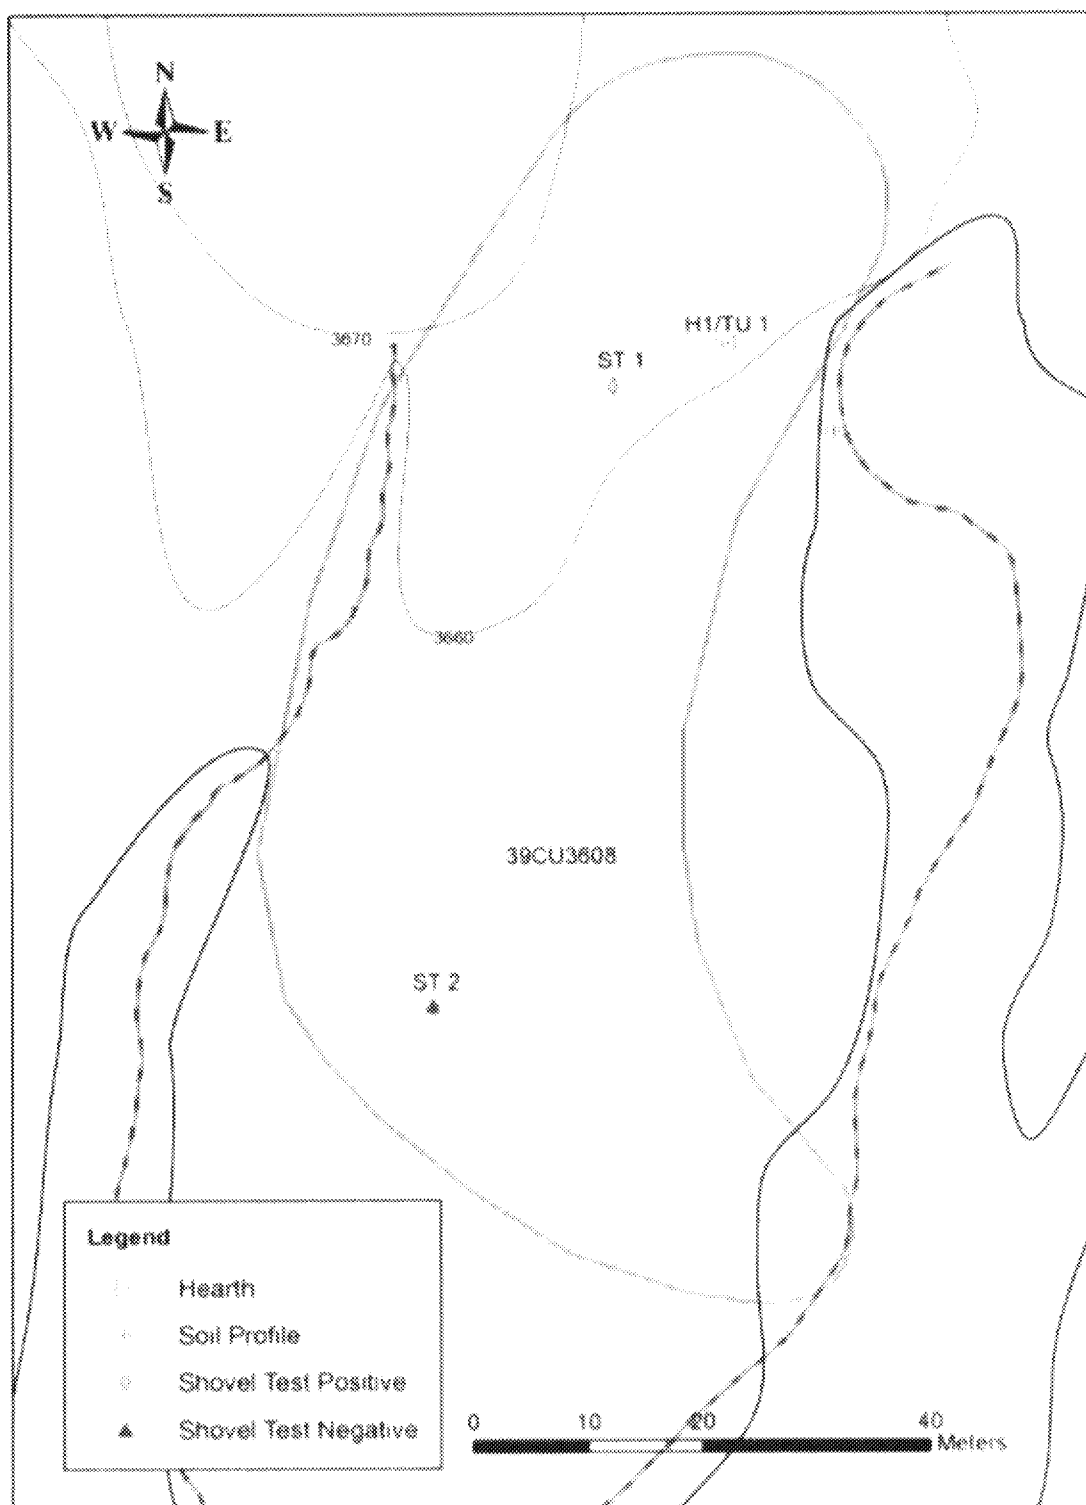 N
W E
S
3670
H1/TU 1
ST 1
3660
39CU3608
ST 2
Legend
Hearth
Soil Profile
Shovel Test Positive
Shovel Test Negative
0 10 20 40
Meters